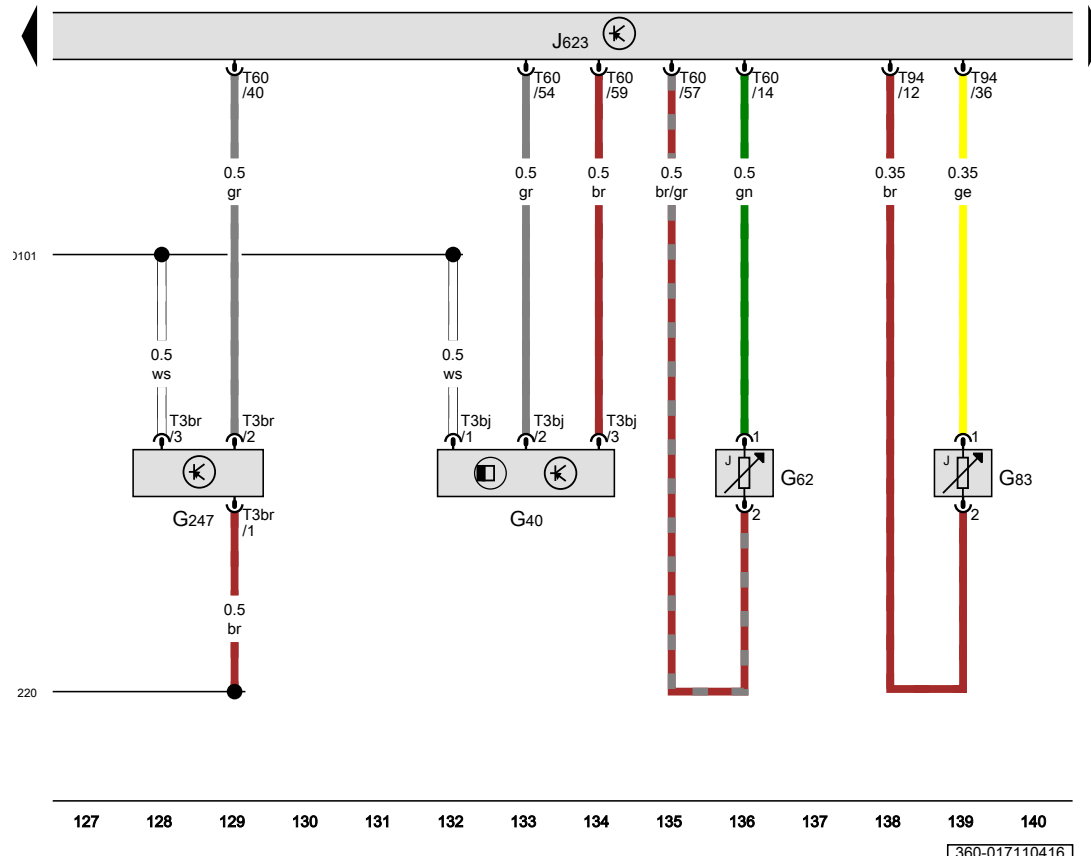 J623
T60 T60 T60 T60 T60 T94 T94
/40 /54 /59 /57 /14 /12 /36
0.5 0.5 0.5 0.5 0.5 0.35 0.35
gr gr br br/gr gn br ge
0101
0.5 0.5
ws ws
T3br T3br T3bj T3bj T3bj
/3 /2 /1 /2 /3 1 1
J J
G62 G83
G247 T3br G40 2 2
/1
0.5
br
220
127 128 129 130 131 132 133 134 135 136 137 138 139 140
360-017110416